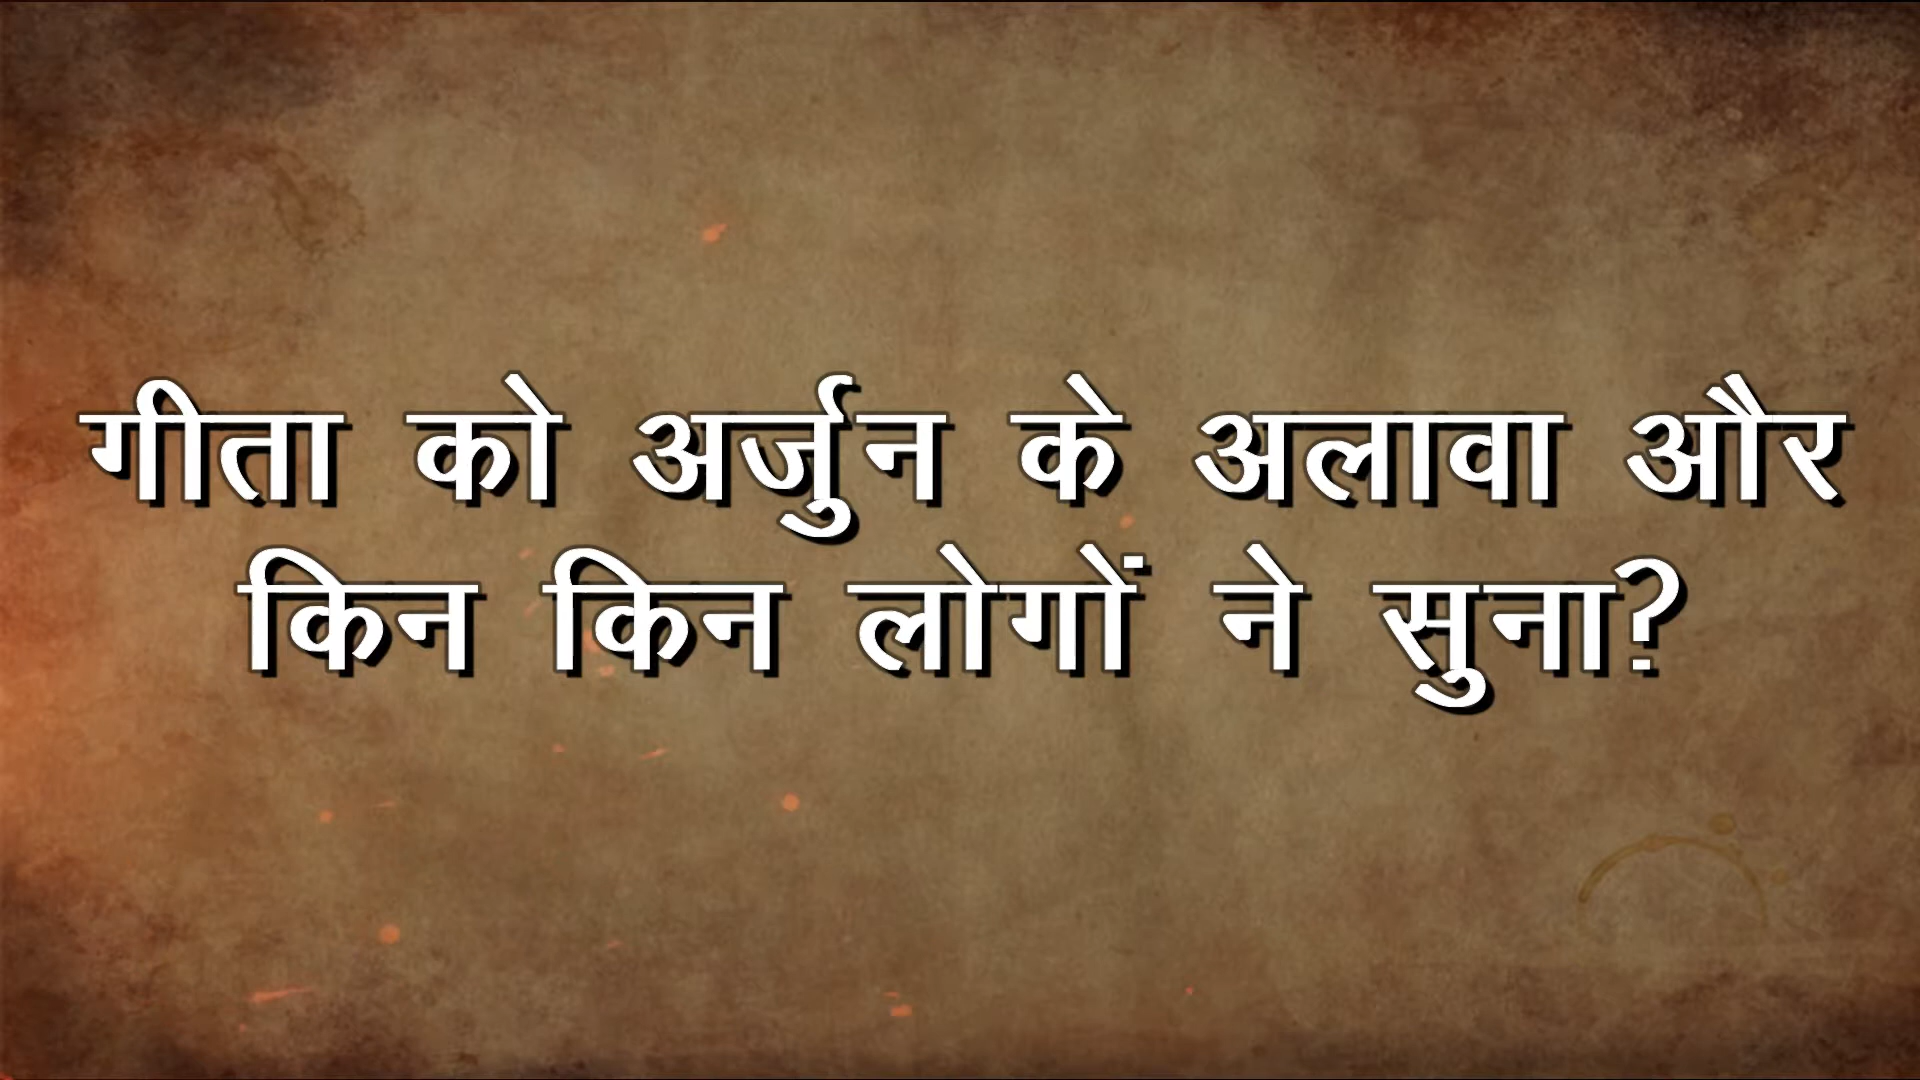 गीता को अर्जुन के अलावा और
किन किन लोगों ने सुना?